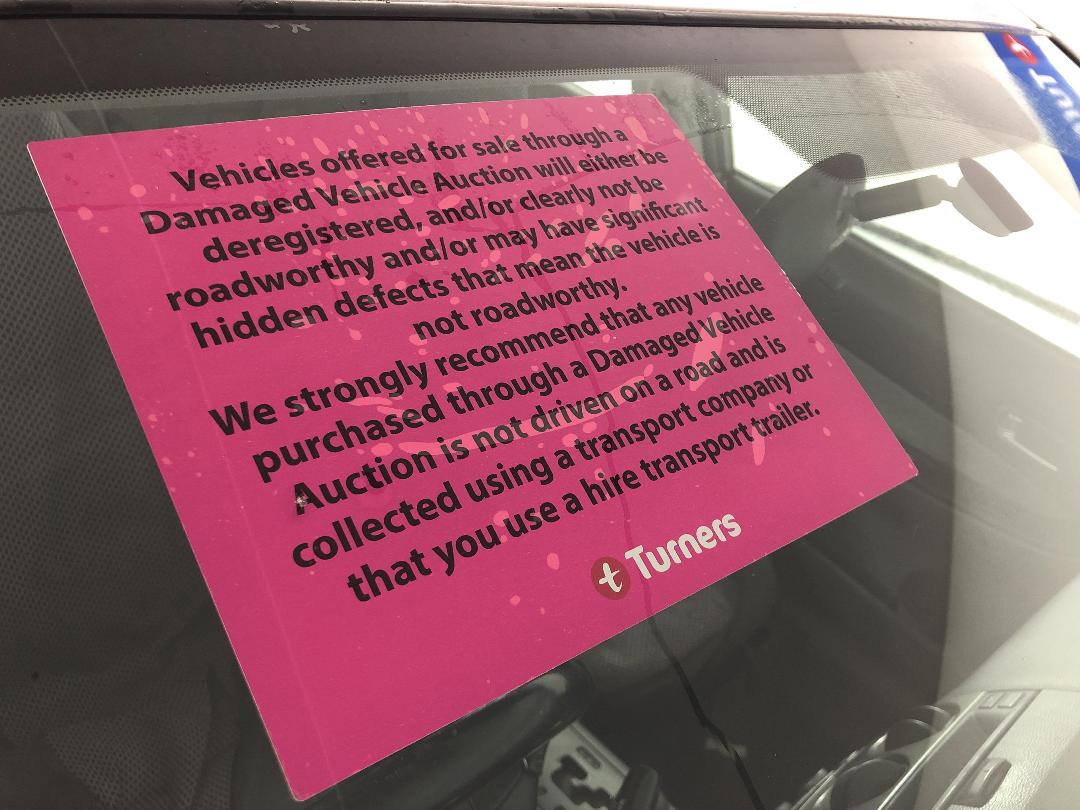 Vehicles offered for sale through a
Damaged Vehicle Auction will either be
deregistered, and/or clearly not be
roadworthy and/or may have significant
hidden defects that mean the vehicle is
not roadworthy.
We strongly recommend that any vehicle
purchased through a Damaged Vehicle
Auction is not driven on a road and is
collected using a transport company or
that you use a hire transport trailer.
t Turners